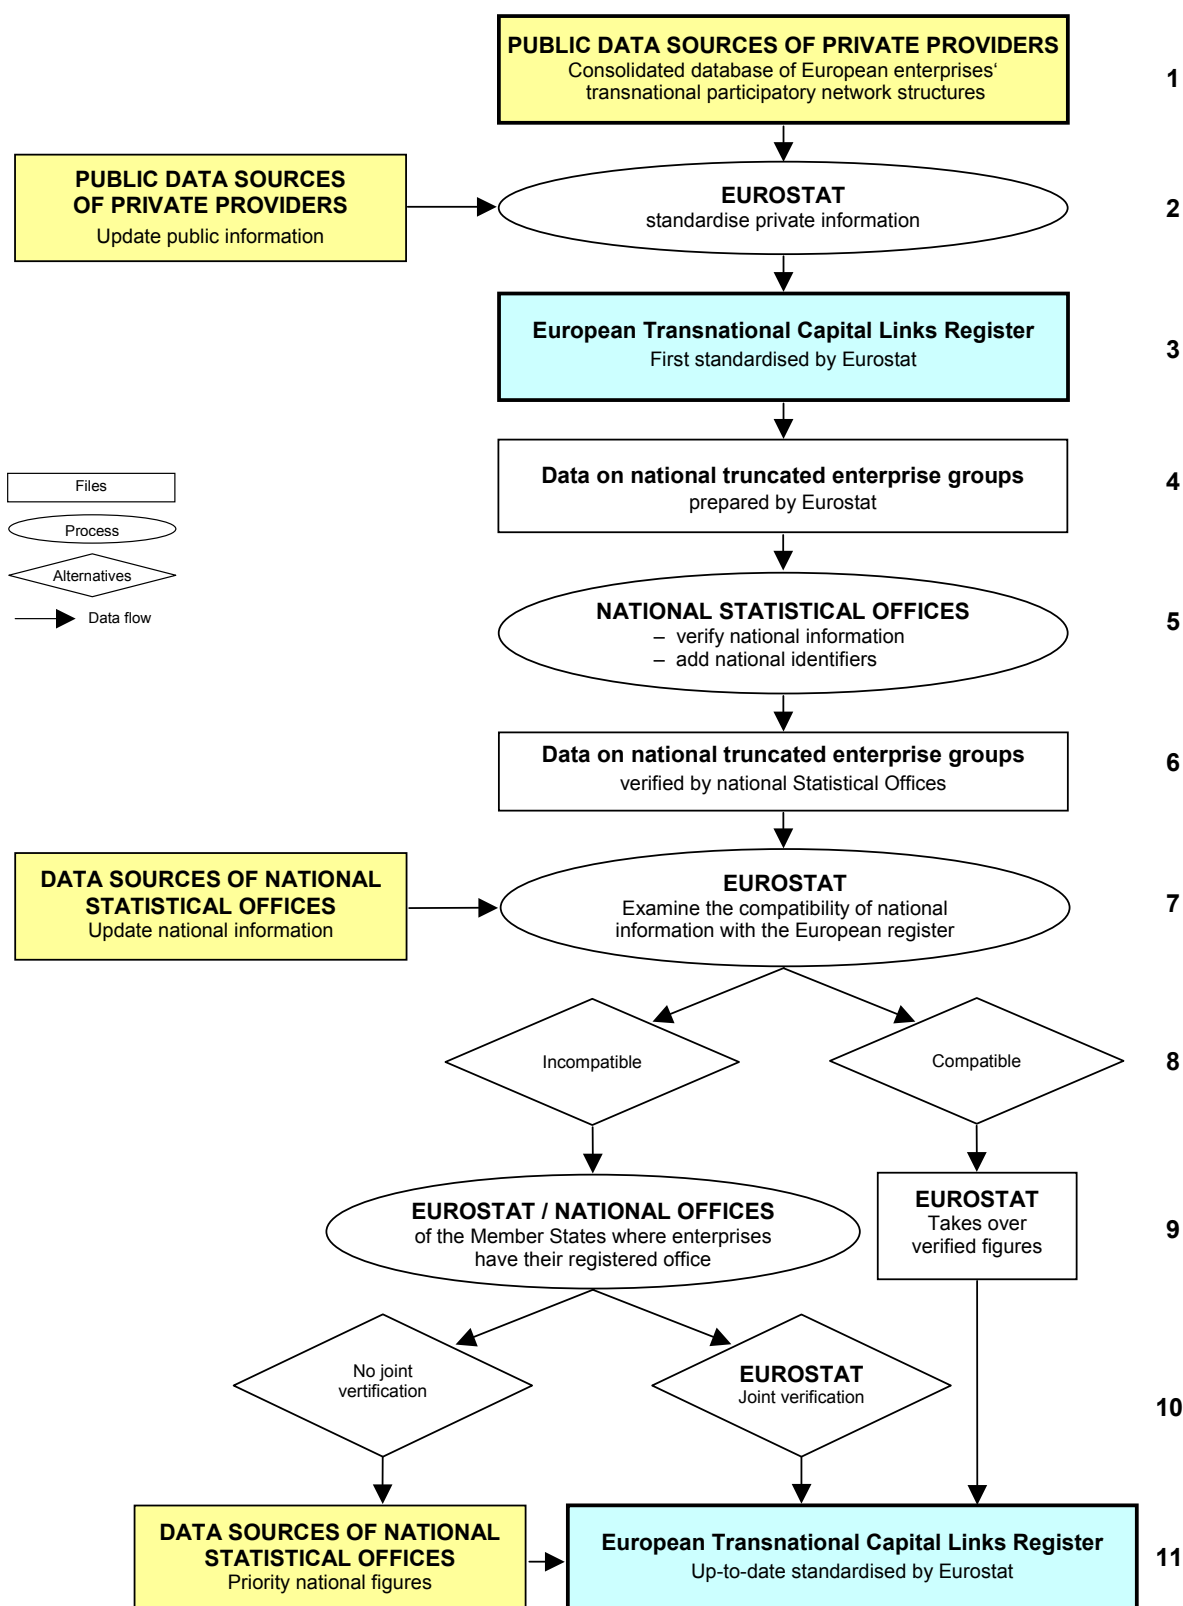 PUBLIC DATA SOURCES OF PRIVATE PROVIDERS
Consolidated database of European enterprises‘
transnational participatory network structures
1
PUBLIC DATA SOURCES
OF PRIVATE PROVIDERS
Update public information
EUROSTAT
standardise private information
2
European Transnational Capital Links Register
First standardised by Eurostat
3
Data on national truncated enterprise groups
prepared by Eurostat
4
Files
Process
Alternatives
Data flow
NATIONAL STATISTICAL OFFICES
– verify national information
– add national identifiers
5
Data on national truncated enterprise groups
verified by national Statistical Offices
6
DATA SOURCES OF NATIONAL
STATISTICAL OFFICES
Update national information
EUROSTAT
Examine the compatibility of national
information with the European register
7
Incompatible
Compatible
8
EUROSTAT / NATIONAL OFFICES
of the Member States where enterprises
have their registered office
EUROSTAT
Takes over
verified figures
9
No joint
vertification
EUROSTAT
Joint verification
10
DATA SOURCES OF NATIONAL
STATISTICAL OFFICES
Priority national figures
European Transnational Capital Links Register
Up-to-date standardised by Eurostat
11